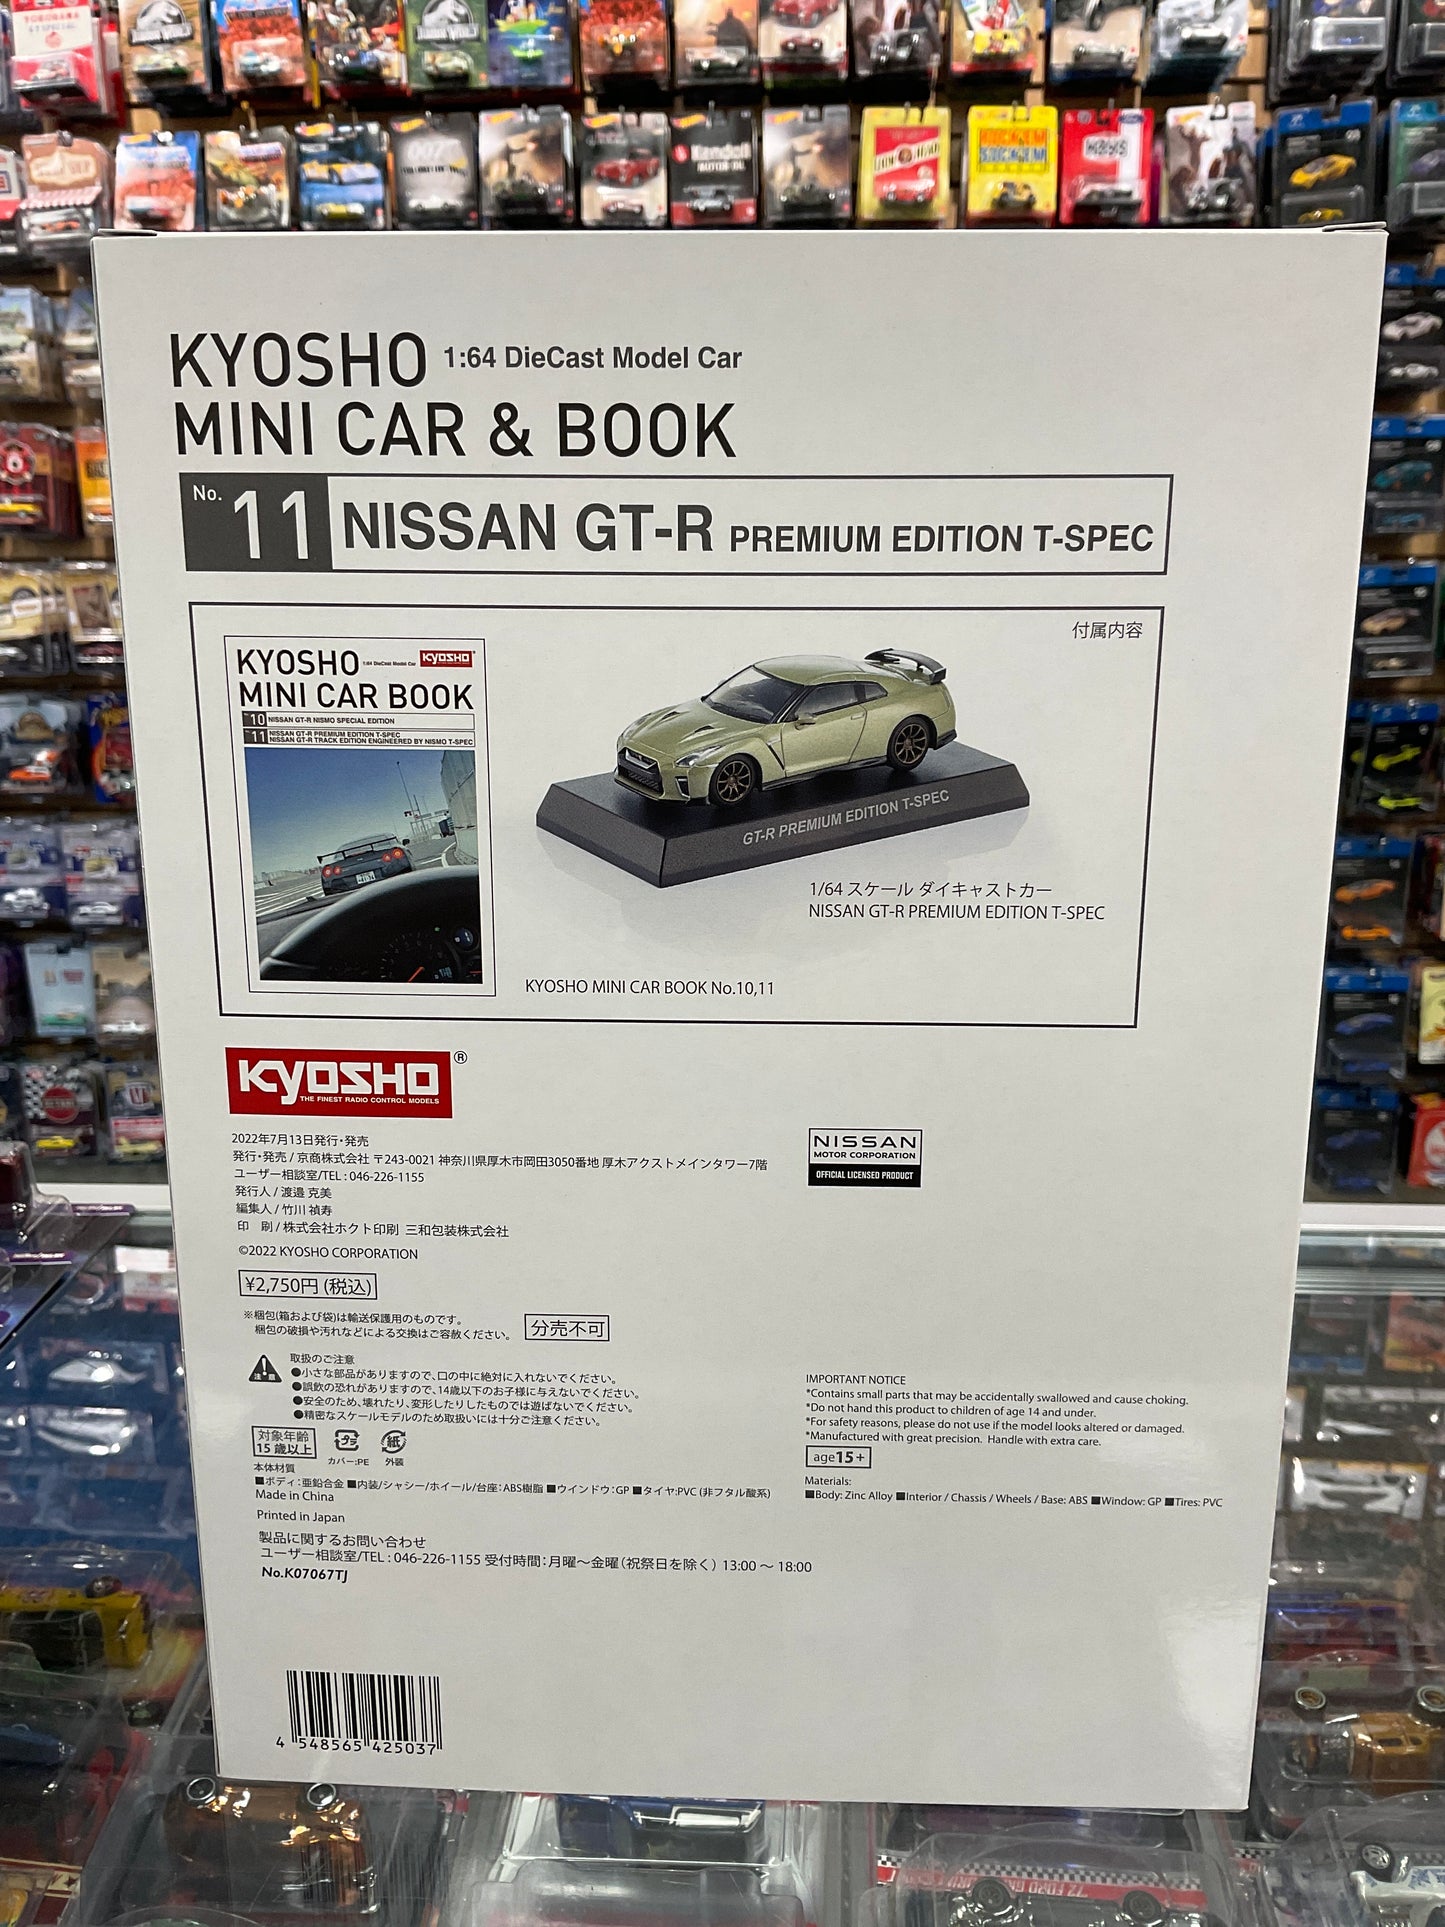 KYOSHO 1:64 DieCast Model Car
MINI CAR & BOOK
No. 11 NISSAN GT-R PREMIUM EDITION T-SPEC
付属内容
KYOSHO 1:64 DieCast Model Car KYOSHO
MINI CAR BOOK
10 NISSAN GT-R NISMO SPECIAL EDITION
11 NISSAN GT-R PREMIUM EDITION T-SPEC
NISSAN GT-R TRACK EDITION ENGINEERED BY NISMO T-SPEC
GT-R PREMIUM EDITION T-SPEC
1/64 スケール ダイキャストカー
NISSAN GT-R PREMIUM EDITION T-SPEC
KYOSHO MINI CAR BOOK No.10,11
KYOSHO ®
THE FINEST RADIO CONTROL MODELS
2022年7月13日発行・発売
発行・発売 / 京商株式会社 〒243-0021 神奈川県厚木市岡田3050番地 厚木アクストメインタワー7階
ユーザー相談室/TEL : 046-226-1155
発行人 / 渡邉 克美
編集人 / 竹川 禎寿
印　刷 / 株式会社ホクト印刷 三和包装株式会社
©2022 KYOSHO CORPORATION
NISSAN
MOTOR CORPORATION
OFFICIAL LICENSED PRODUCT
¥2,750円 (税込)
※梱包(箱および袋)は輸送保護用のものです。
梱包の破損や汚れなどによる交換はご容赦ください。
分売不可
注意
取扱のご注意
●小さな部品がありますので、口の中に絶対に入れないでください。
●誤飲の恐れがありますので、14歳以下のお子様に与えないでください。
●安全のため、壊れたり、変形したりしたものでは遊ばないでください。
●精密なスケールモデルのため取扱いには十分ご注意ください。
対象年齢
15歳以上
プラ
カバー:PE
紙
外装
本体材質
■ボディ:亜鉛合金 ■内装/シャシー/ホイール/台座:ABS樹脂 ■ウインドウ:GP ■タイヤ:PVC (非フタル酸系)
Made in China
Printed in Japan
製品に関するお問い合わせ
ユーザー相談室/TEL : 046-226-1155 受付時間:月曜～金曜(祝祭日を除く) 13:00 ～ 18:00
No.K07067TJ
IMPORTANT NOTICE
*Contains small parts that may be accidentally swallowed and cause choking.
*Do not hand this product to children of age 14 and under.
*For safety reasons, please do not use if the model looks altered or damaged.
*Manufactured with great precision. Handle with extra care.
age15+
Materials:
■Body: Zinc Alloy ■Interior / Chassis / Wheels / Base: ABS ■Window: GP ■Tires: PVC
4 548565 425037